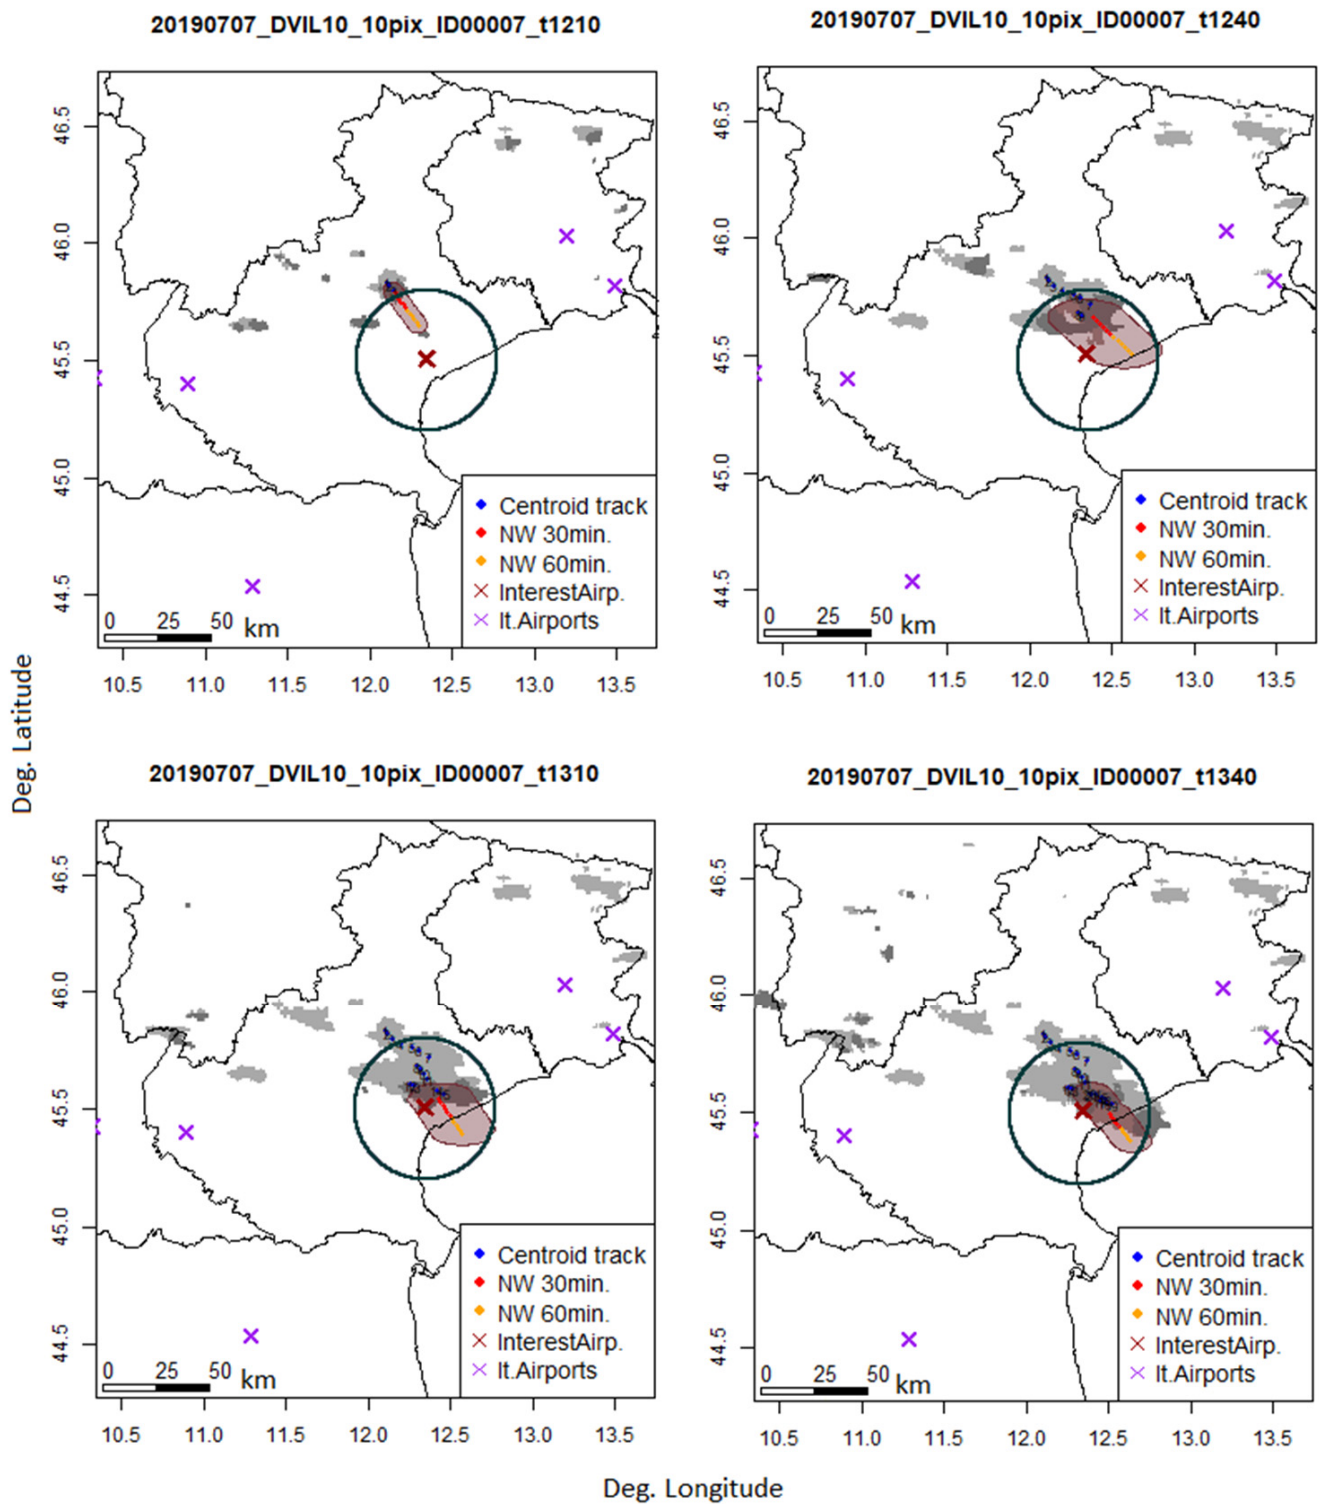 20190707_DVIL10_10pix_ID00007_t1210
46.5
46.0
45.5
45.0
44.5
Centroid track
NW 30min.
NW 60min.
InterestAirp.
It.Airports
0 25 50 km
10.5 11.0 11.5 12.0 12.5 13.0 13.5
20190707_DVIL10_10pix_ID00007_t1240
46.5
46.0
45.5
45.0
44.5
Centroid track
NW 30min.
NW 60min.
InterestAirp.
It.Airports
0 25 50 km
10.5 11.0 11.5 12.0 12.5 13.0 13.5
Deg. Latitude
20190707_DVIL10_10pix_ID00007_t1310
46.5
46.0
45.5
45.0
44.5
Centroid track
NW 30min.
NW 60min.
InterestAirp.
It.Airports
0 25 50 km
10.5 11.0 11.5 12.0 12.5 13.0 13.5
20190707_DVIL10_10pix_ID00007_t1340
46.5
46.0
45.5
45.0
44.5
Centroid track
NW 30min.
NW 60min.
InterestAirp.
It.Airports
0 25 50 km
10.5 11.0 11.5 12.0 12.5 13.0 13.5
Deg. Longitude